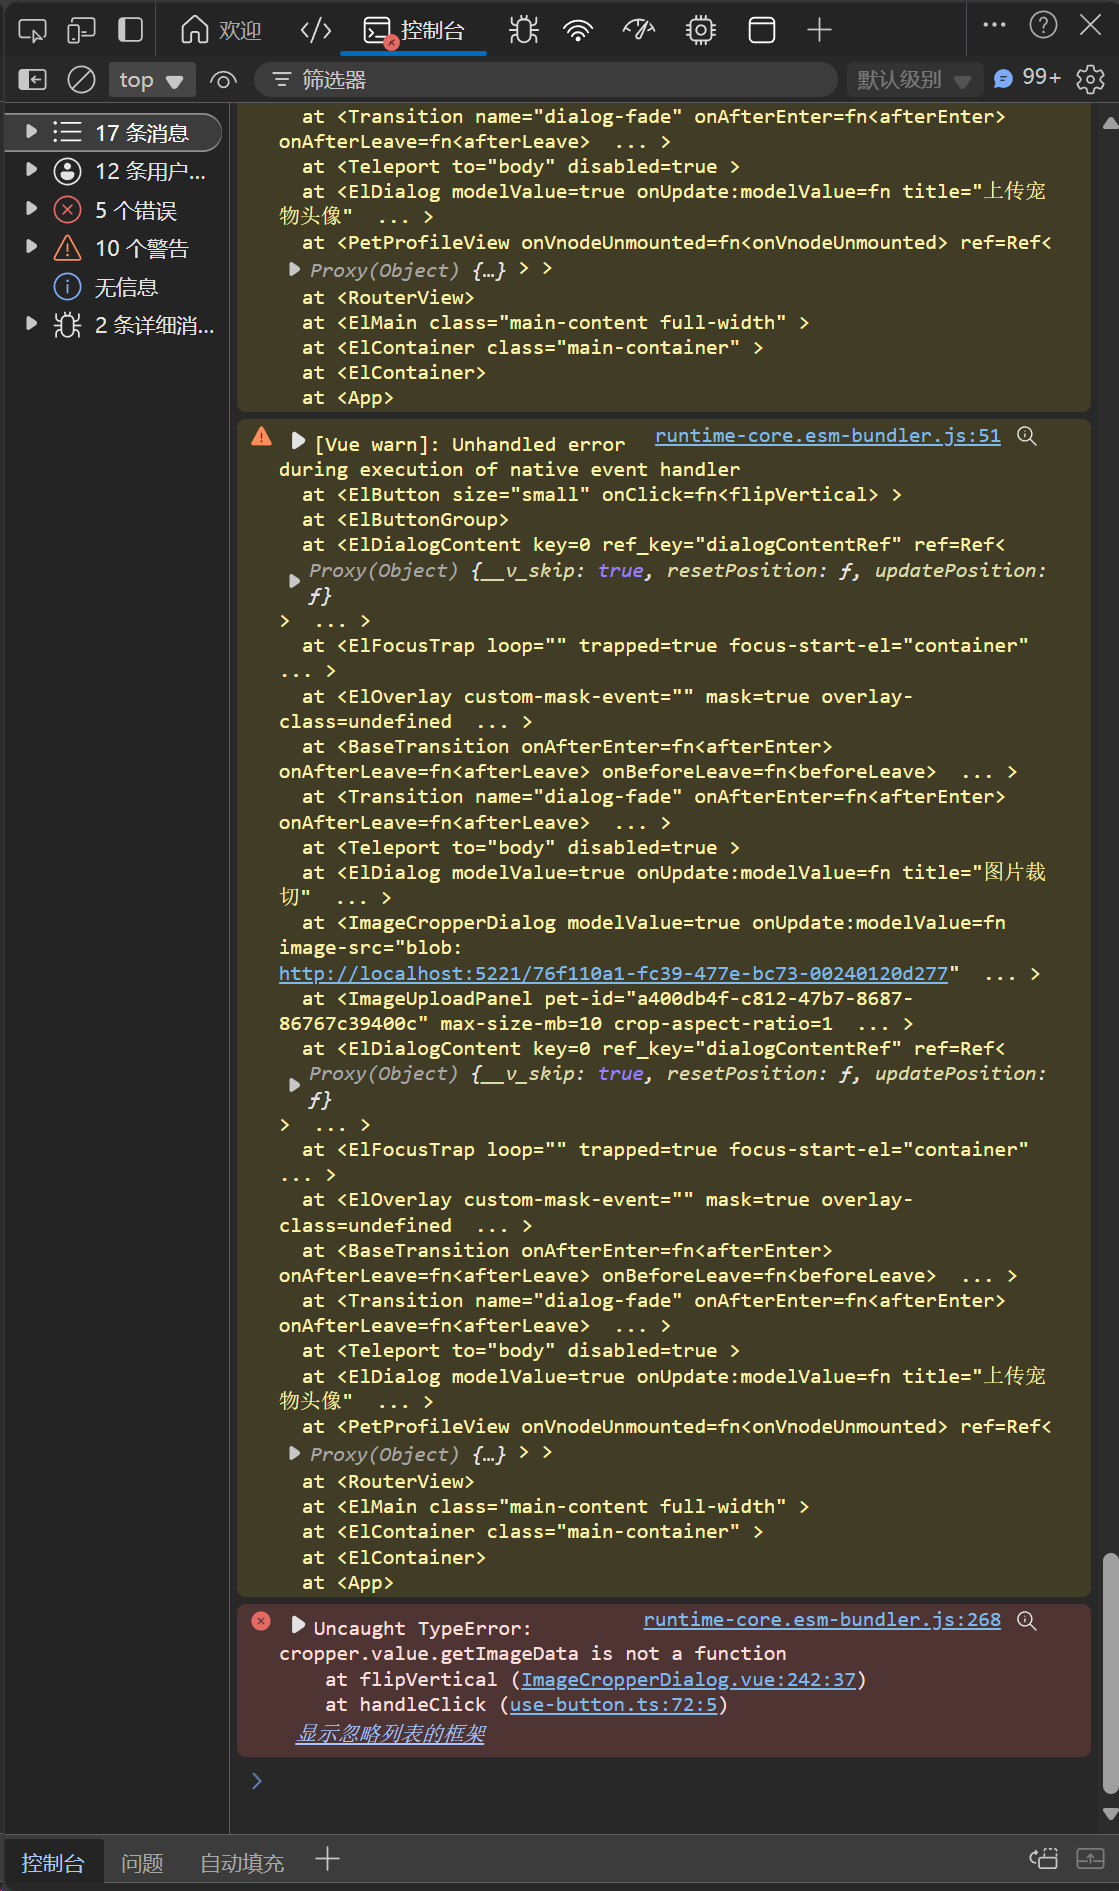 欢迎
控制台
top
筛选器
默认级别
99+
17 条消息
12 条用户…
5 个错误
10 个警告
无信息
2 条详细消…
at <Transition name="dialog-fade" onAfterEnter=fn<afterEnter>
onAfterLeave=fn<afterLeave>  ... >
at <Teleport to="body" disabled=true >
at <ElDialog modelValue=true onUpdate:modelValue=fn title="上传宠
物头像"  ... >
at <PetProfileView onVnodeUnmounted=fn<onVnodeUnmounted> ref=Ref<
Proxy(Object) {…} > >
at <RouterView>
at <ElMain class="main-content full-width" >
at <ElContainer class="main-container" >
at <ElContainer>
at <App>
[Vue warn]: Unhandled error runtime-core.esm-bundler.js:51
during execution of native event handler
at <ElButton size="small" onClick=fn<flipVertical> >
at <ElButtonGroup>
at <ElDialogContent key=0 ref_key="dialogContentRef" ref=Ref<
Proxy(Object) {__v_skip: true, resetPosition: ƒ, updatePosition:
ƒ}
>  ... >
at <ElFocusTrap loop="" trapped=true focus-start-el="container"
... >
at <ElOverlay custom-mask-event="" mask=true overlay-
class=undefined  ... >
at <BaseTransition onAfterEnter=fn<afterEnter>
onAfterLeave=fn<afterLeave> onBeforeLeave=fn<beforeLeave>  ... >
at <Transition name="dialog-fade" onAfterEnter=fn<afterEnter>
onAfterLeave=fn<afterLeave>  ... >
at <Teleport to="body" disabled=true >
at <ElDialog modelValue=true onUpdate:modelValue=fn title="图片裁
切"  ... >
at <ImageCropperDialog modelValue=true onUpdate:modelValue=fn
image-src="blob:
http://localhost:5221/76f110a1-fc39-477e-bc73-00240120d277"  ... >
at <ImageUploadPanel pet-id="a400db4f-c812-47b7-8687-
86767c39400c" max-size-mb=10 crop-aspect-ratio=1  ... >
at <ElDialogContent key=0 ref_key="dialogContentRef" ref=Ref<
Proxy(Object) {__v_skip: true, resetPosition: ƒ, updatePosition:
ƒ}
>  ... >
at <ElFocusTrap loop="" trapped=true focus-start-el="container"
... >
at <ElOverlay custom-mask-event="" mask=true overlay-
class=undefined  ... >
at <BaseTransition onAfterEnter=fn<afterEnter>
onAfterLeave=fn<afterLeave> onBeforeLeave=fn<beforeLeave>  ... >
at <Transition name="dialog-fade" onAfterEnter=fn<afterEnter>
onAfterLeave=fn<afterLeave>  ... >
at <Teleport to="body" disabled=true >
at <ElDialog modelValue=true onUpdate:modelValue=fn title="上传宠
物头像"  ... >
at <PetProfileView onVnodeUnmounted=fn<onVnodeUnmounted> ref=Ref<
Proxy(Object) {…} > >
at <RouterView>
at <ElMain class="main-content full-width" >
at <ElContainer class="main-container" >
at <ElContainer>
at <App>
Uncaught TypeError: runtime-core.esm-bundler.js:268
cropper.value.getImageData is not a function
at flipVertical (ImageCropperDialog.vue:242:37)
at handleClick (use-button.ts:72:5)
显示忽略列表的框架
控制台
问题
自动填充